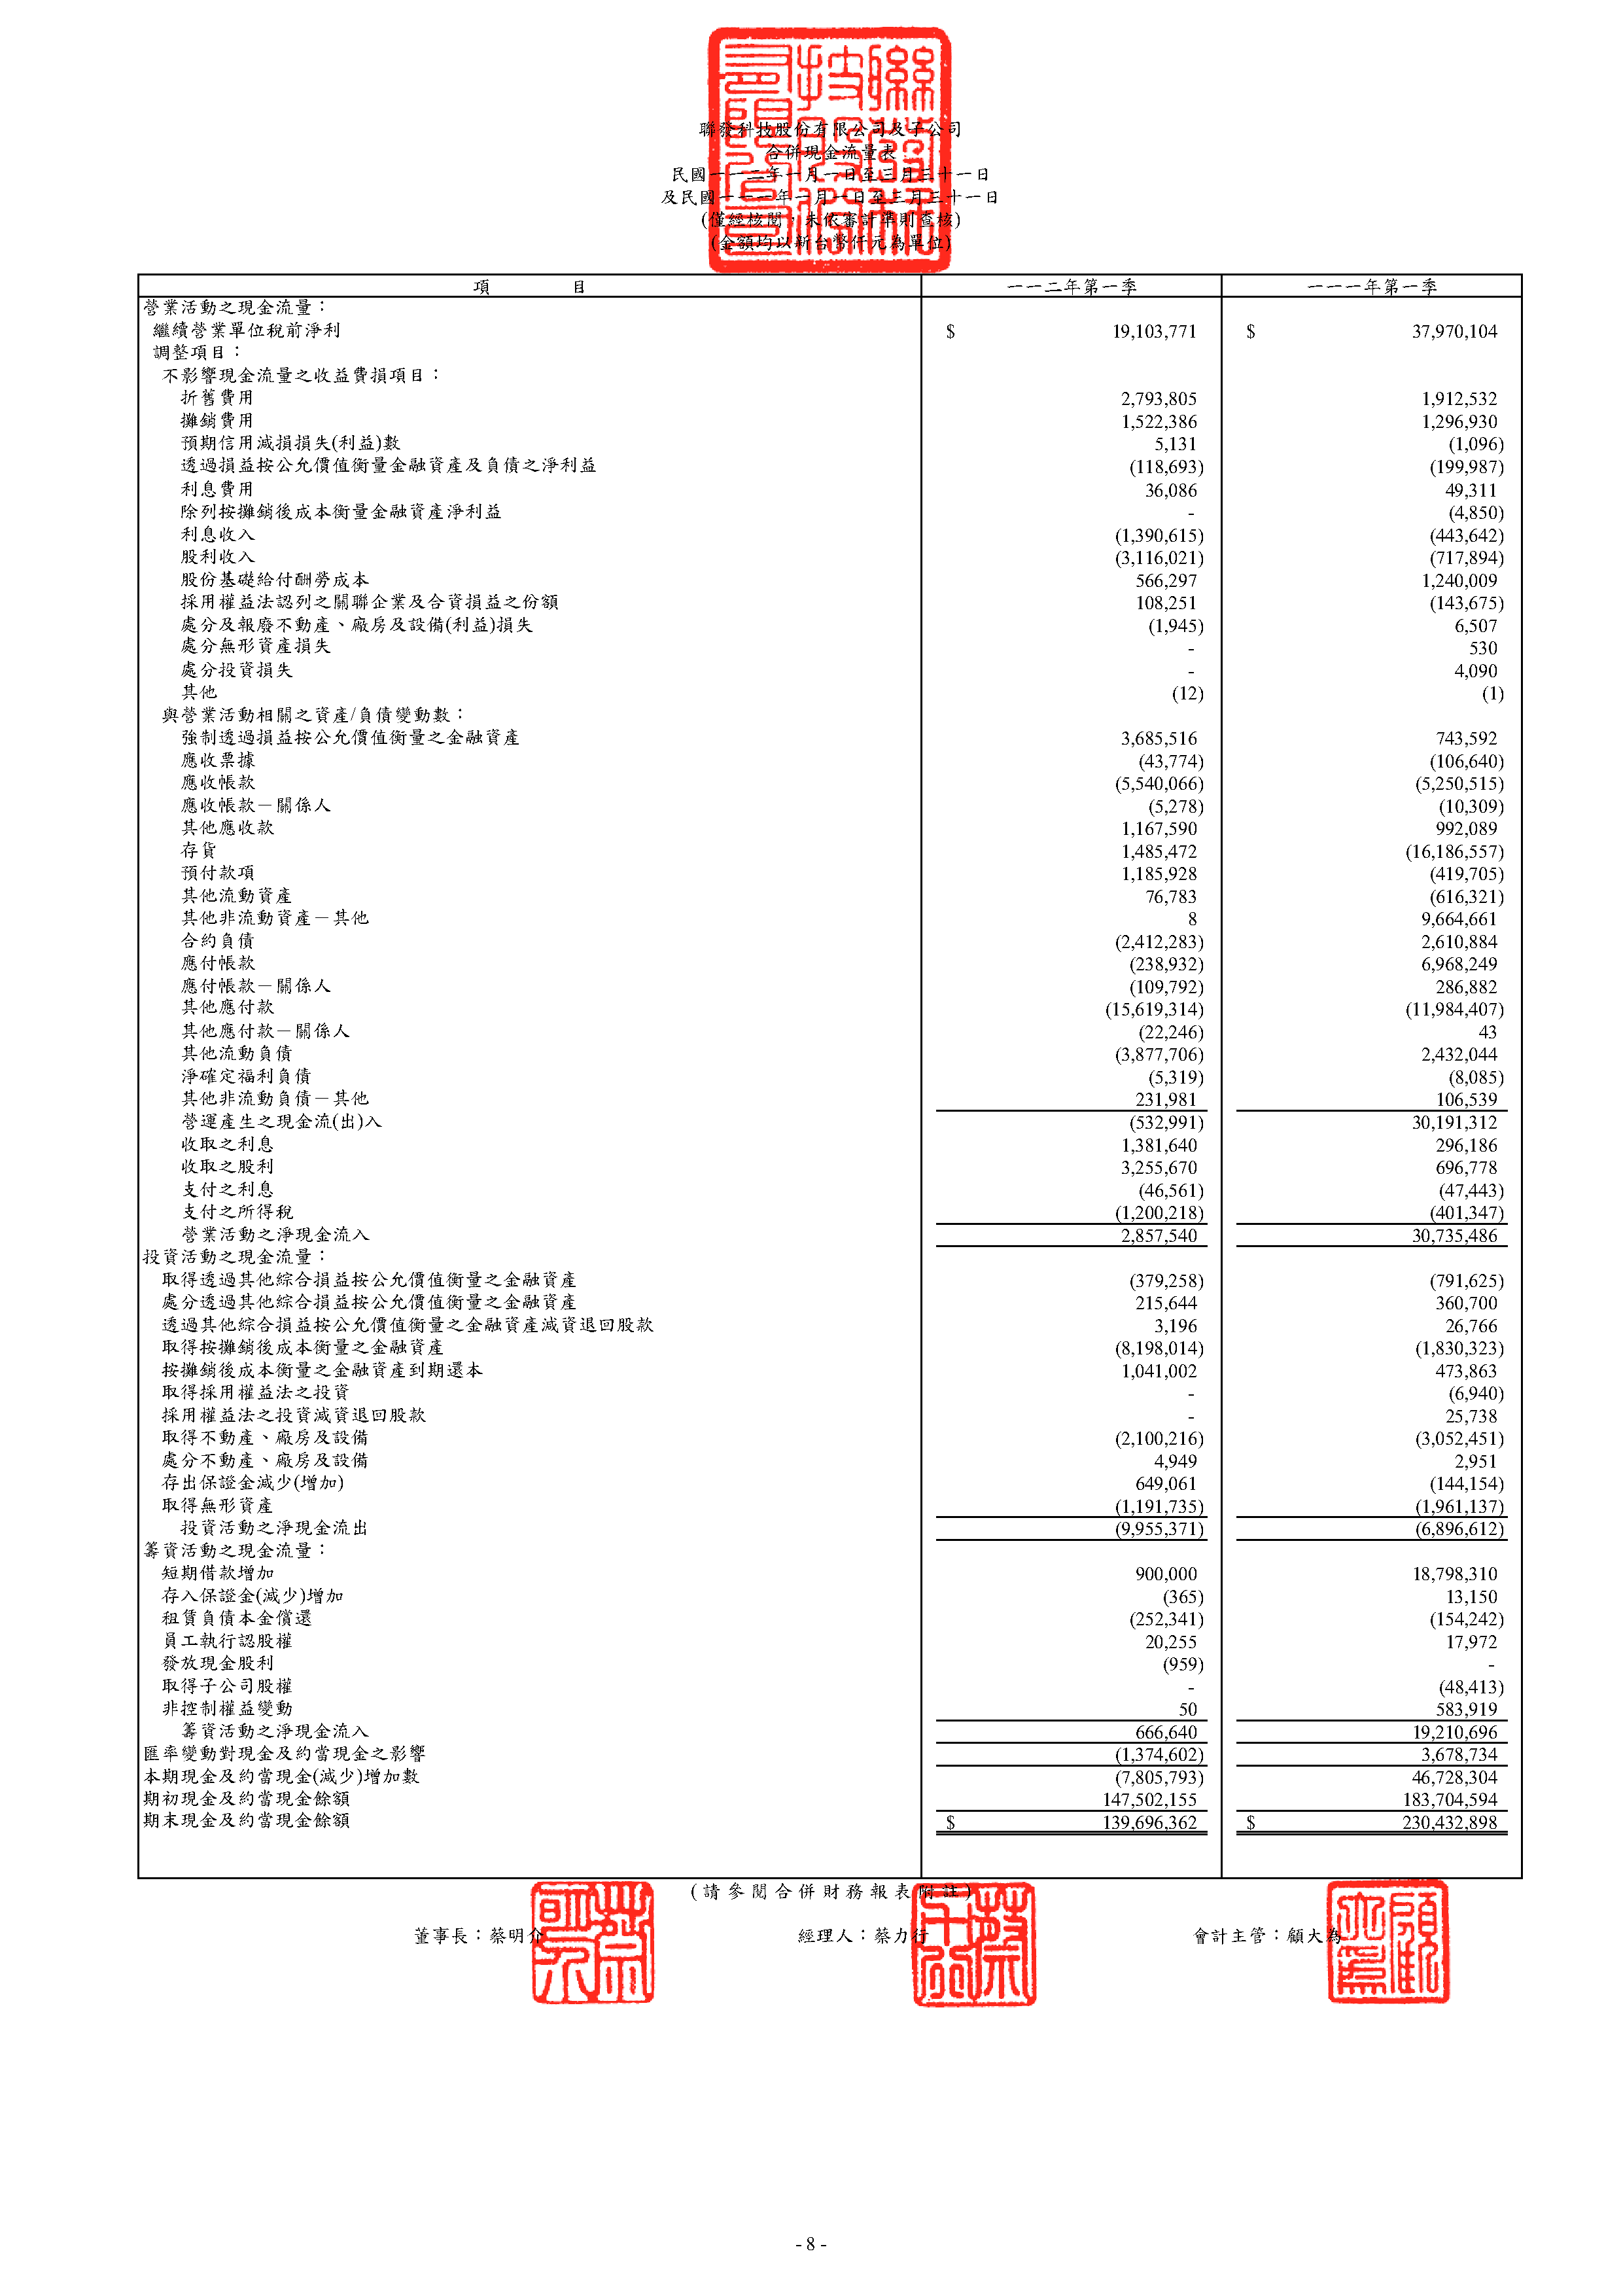 聯發科技股份有限公司及子公司
合併現金流量表
民國一一二年一月一日至三月三十一日
及民國一一一年一月一日至三月三十一日
(僅經核閱，未依審計準則查核)
(金額均以新台幣仟元為單位)
項 目 一一二年第一季 一一一年第一季
營業活動之現金流量：
繼續營業單位稅前淨利 $ 19,103,771 $ 37,970,104
調整項目：
不影響現金流量之收益費損項目：
折舊費用 2,793,805 1,912,532
攤銷費用 1,522,386 1,296,930
預期信用減損損失(利益)數 5,131 (1,096)
透過損益按公允價值衡量金融資產及負債之淨利益 (118,693) (199,987)
利息費用 36,086 49,311
除列按攤銷後成本衡量金融資產淨利益 - (4,850)
利息收入 (1,390,615) (443,642)
股利收入 (3,116,021) (717,894)
股份基礎給付酬勞成本 566,297 1,240,009
採用權益法認列之關聯企業及合資損益之份額 108,251 (143,675)
處分及報廢不動產、廠房及設備(利益)損失 (1,945) 6,507
處分無形資產損失 - 530
處分投資損失 - 4,090
其他 (12) (1)
與營業活動相關之資產/負債變動數：
強制透過損益按公允價值衡量之金融資產 3,685,516 743,592
應收票據 (43,774) (106,640)
應收帳款 (5,540,066) (5,250,515)
應收帳款－關係人 (5,278) (10,309)
其他應收款 1,167,590 992,089
存貨 1,485,472 (16,186,557)
預付款項 1,185,928 (419,705)
其他流動資產 76,783 (616,321)
其他非流動資產－其他 8 9,664,661
合約負債 (2,412,283) 2,610,884
應付帳款 (238,932) 6,968,249
應付帳款－關係人 (109,792) 286,882
其他應付款 (15,619,314) (11,984,407)
其他應付款－關係人 (22,246) 43
其他流動負債 (3,877,706) 2,432,044
淨確定福利負債 (5,319) (8,085)
其他非流動負債－其他 231,981 106,539
營運產生之現金流(出)入 (532,991) 30,191,312
收取之利息 1,381,640 296,186
收取之股利 3,255,670 696,778
支付之利息 (46,561) (47,443)
支付之所得稅 (1,200,218) (401,347)
營業活動之淨現金流入 2,857,540 30,735,486
投資活動之現金流量：
取得透過其他綜合損益按公允價值衡量之金融資產 (379,258) (791,625)
處分透過其他綜合損益按公允價值衡量之金融資產 215,644 360,700
透過其他綜合損益按公允價值衡量之金融資產減資退回股款 3,196 26,766
取得按攤銷後成本衡量之金融資產 (8,198,014) (1,830,323)
按攤銷後成本衡量之金融資產到期還本 1,041,002 473,863
取得採用權益法之投資 - (6,940)
採用權益法之投資減資退回股款 - 25,738
取得不動產、廠房及設備 (2,100,216) (3,052,451)
處分不動產、廠房及設備 4,949 2,951
存出保證金減少(增加) 649,061 (144,154)
取得無形資產 (1,191,735) (1,961,137)
投資活動之淨現金流出 (9,955,371) (6,896,612)
籌資活動之現金流量：
短期借款增加 900,000 18,798,310
存入保證金(減少)增加 (365) 13,150
租賃負債本金償還 (252,341) (154,242)
員工執行認股權 20,255 17,972
發放現金股利 (959) -
取得子公司股權 - (48,413)
非控制權益變動 50 583,919
籌資活動之淨現金流入 666,640 19,210,696
匯率變動對現金及約當現金之影響 (1,374,602) 3,678,734
本期現金及約當現金(減少)增加數 (7,805,793) 46,728,304
期初現金及約當現金餘額 147,502,155 183,704,594
期末現金及約當現金餘額 $ 139,696,362 $ 230,432,898
(請參閱合併財務報表附註)
董事長：蔡明介 經理人：蔡力行 會計主管：顧大為
- 8 -